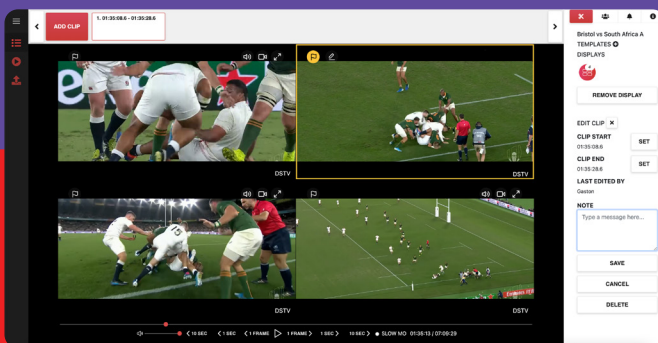 ADD CLIP
1. 01:35:08.6 - 01:35:28.6
DSTV
DSTV
15
DSTV
DSTV
10 SEC
1 SEC
1 FRAME
1 FRAME
1 SEC
10 SEC
SLOW MO
01:35:13 / 07:09:29
Bristol vs South Africa A
TEMPLATES
DISPLAYS
REMOVE DISPLAY
EDIT CLIP
CLIP START
01:35:08.6
SET
CLIP END
01:35:28.6
SET
LAST EDITED BY
Gaston
NOTE
Type a message here...
SAVE
CANCEL
DELETE